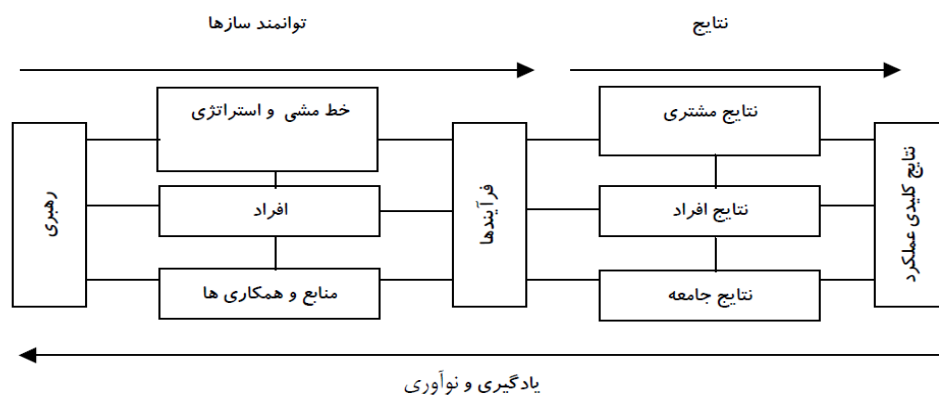 توانمند سازها
نتایج
رهبری
خط مشی و استراتژی
افراد
منابع و همکاری ها
فرآیندها
نتایج مشتری
نتایج افراد
نتایج جامعه
نتایج کلیدی عملکرد
یادگیری و نوآوری